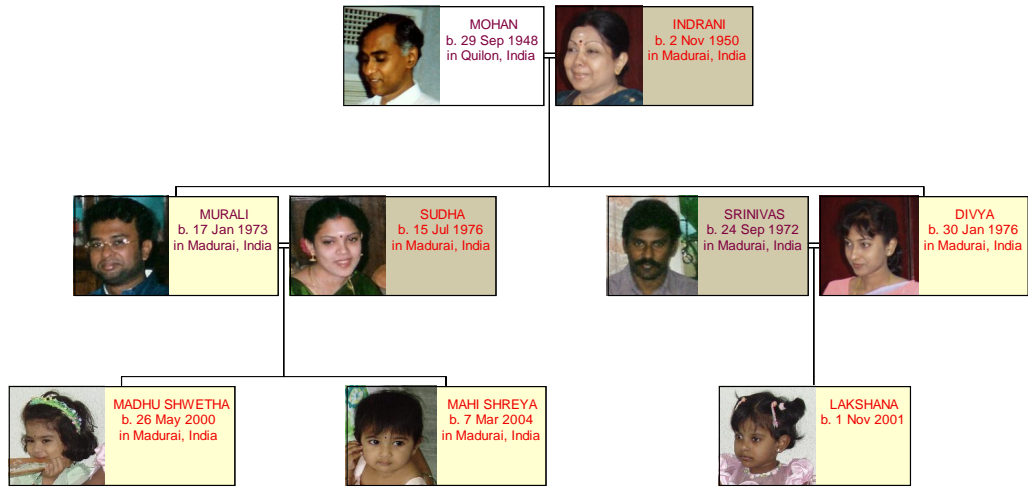 MOHAN
b. 29 Sep 1948
in Quilon, India
INDRANI
b. 2 Nov 1950
in Madurai, India
MURALI
b. 17 Jan 1973
in Madurai, India
SUDHA
b. 15 Jul 1976
in Madurai, India
SRINIVAS
b. 24 Sep 1972
in Madurai, India
DIVYA
b. 30 Jan 1976
in Madurai, India
MADHU SHWETHA
b. 26 May 2000
in Madurai, India
MAHI SHREYA
b. 7 Mar 2004
in Madurai, India
LAKSHANA
b. 1 Nov 2001